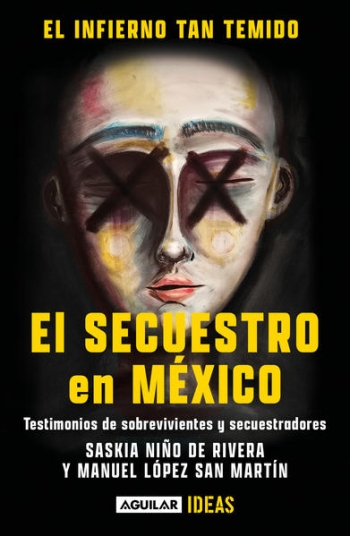 EL INFIERNO TAN TEMIDO
El SECUESTRO
en MÉXICO
Testimonios de sobrevivientes y secuestradores
SASKIA NIÑO DE RIVERA
Y MANUEL LÓPEZ SAN MARTÍN
AGUILAR IDEAS